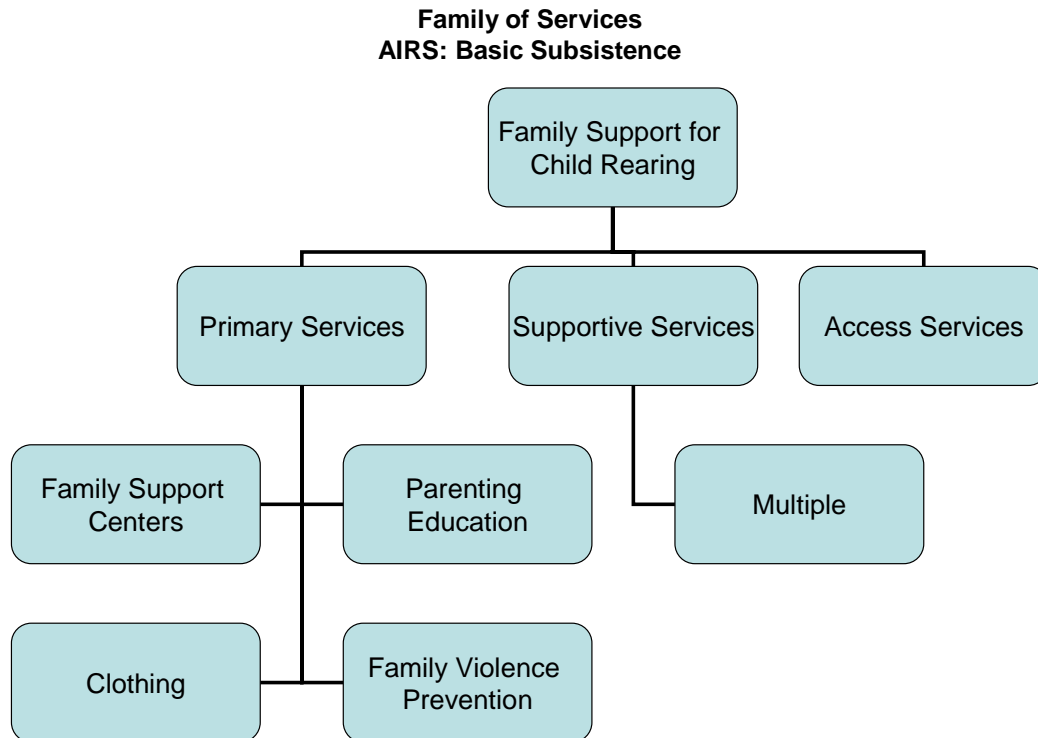 Family of Services
AIRS: Basic Subsistence
Family Support for
Child Rearing
Primary Services
Supportive Services
Access Services
Family Support
Centers
Parenting
Education
Multiple
Clothing
Family Violence
Prevention